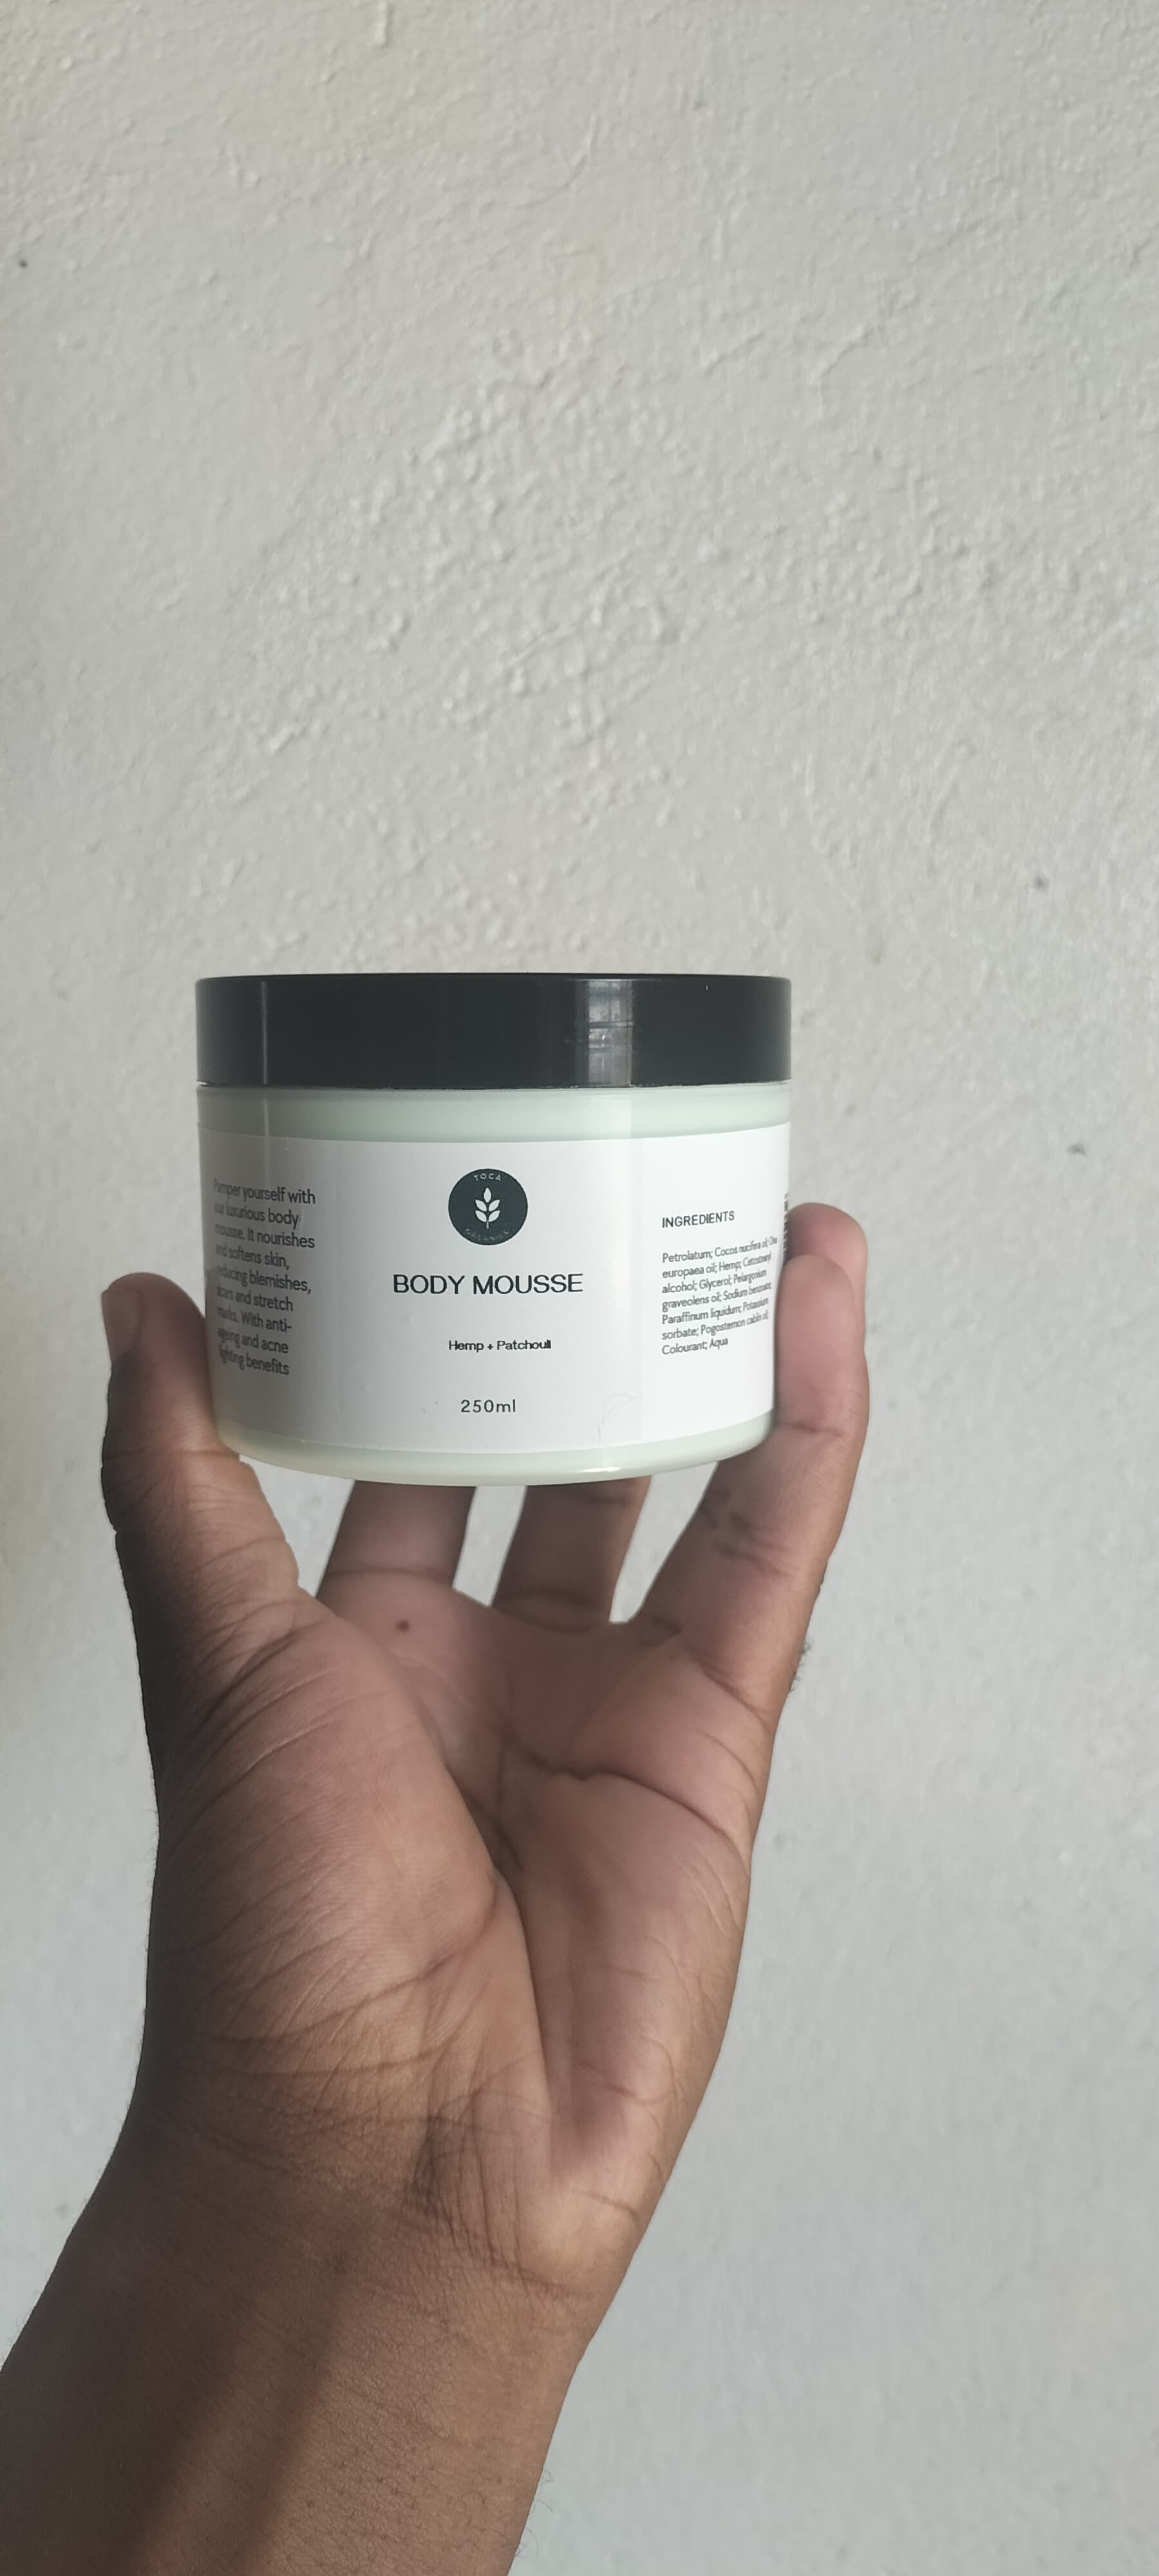 TOCA
ORGANICS
BODY MOUSSE
Hemp + Patchouli
250ml
Pamper yourself with
our luxurious body
mousse. It nourishes
and softens skin,
reducing blemishes,
scars and stretch
marks. With anti-
ageing and acne
fighting benefits
INGREDIENTS
Petrolatum; Cocos nucifera oil; Olea
europaea oil; Hemp; Cetostearyl
alcohol; Glycerol; Pelargonium
graveolens oil; Sodium benzoate;
Paraffinum liquidum; Potassium
sorbate; Pogostemon cablin oil;
Colourant; Aqua